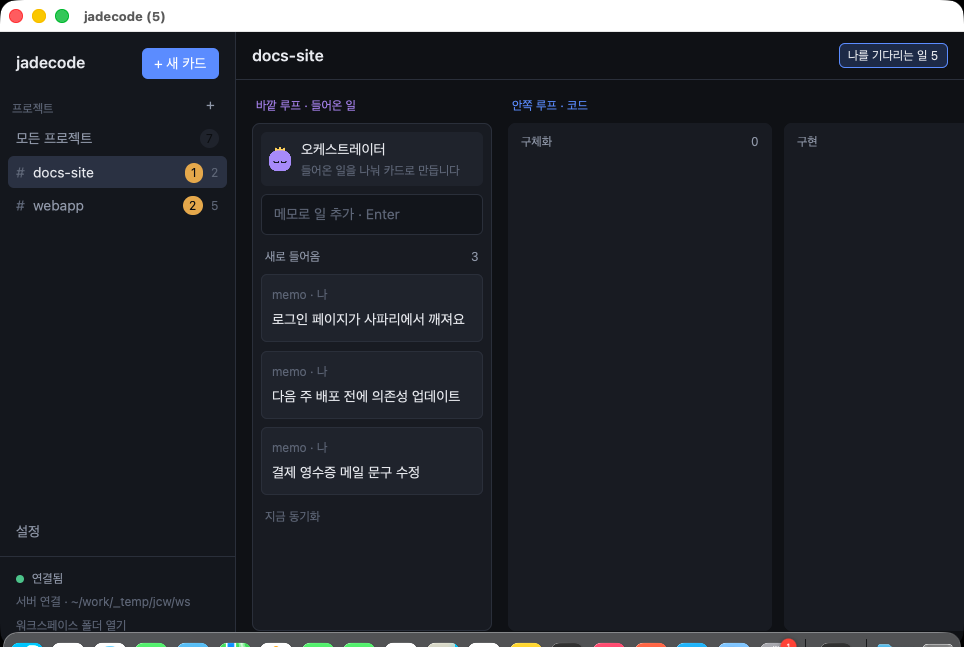 jadecode (5)
jadecode
+ 새 카드
프로젝트
+
모든 프로젝트
7
# docs-site
1
2
# webapp
2
5
설정
연결됨
서버 연결 · ~/work/_temp/jcw/ws
워크스페이스 폴더 열기
docs-site
나를 기다리는 일 5
바깥 루프 · 들어온 일
오케스트레이터
들어온 일을 나눠 카드로 만듭니다
메모로 일 추가 · Enter
새로 들어옴
3
memo · 나
로그인 페이지가 사파리에서 깨져요
memo · 나
다음 주 배포 전에 의존성 업데이트
memo · 나
결제 영수증 메일 문구 수정
지금 동기화
안쪽 루프 · 코드
구체화
0
구현
1